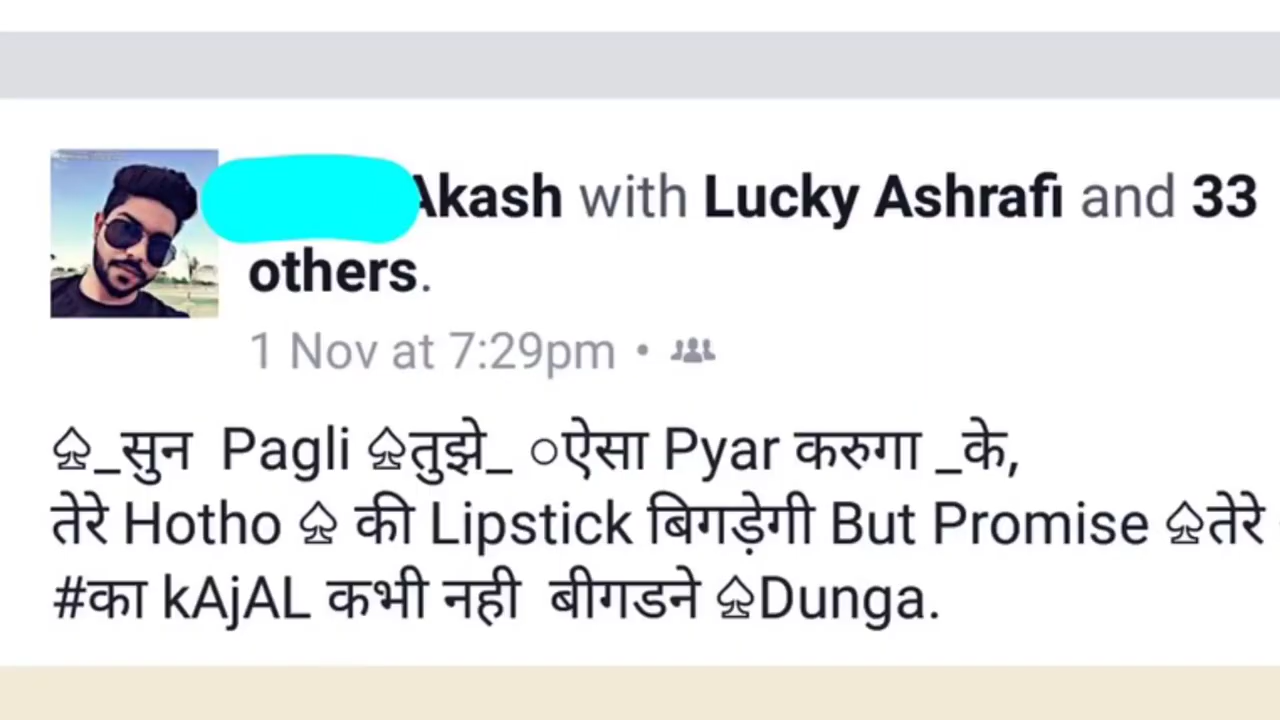 Akash with Lucky Ashrafi and 33
others.
1 Nov at 7:29pm •
♤_सुन Pagli ♤तुझे_ ○ऐसा Pyar करुगा _के,
तेरे Hotho ♤ की Lipstick बिगड़ेगी But Promise ♤तेरे
#का kAjAL कभी नही बीगडने ♤Dunga.